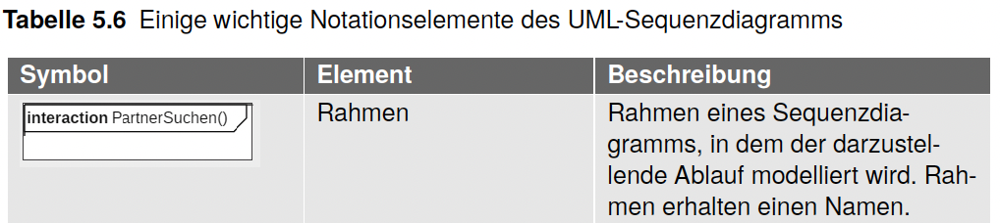 Tabelle 5.6 Einige wichtige Notationselemente des UML-Sequenzdiagramms
Symbol Element Beschreibung
interaction PartnerSuchen()
Rahmen
Rahmen eines Sequenzdia-
gramms, in dem der darzustel-
lende Ablauf modelliert wird. Rah-
men erhalten einen Namen.